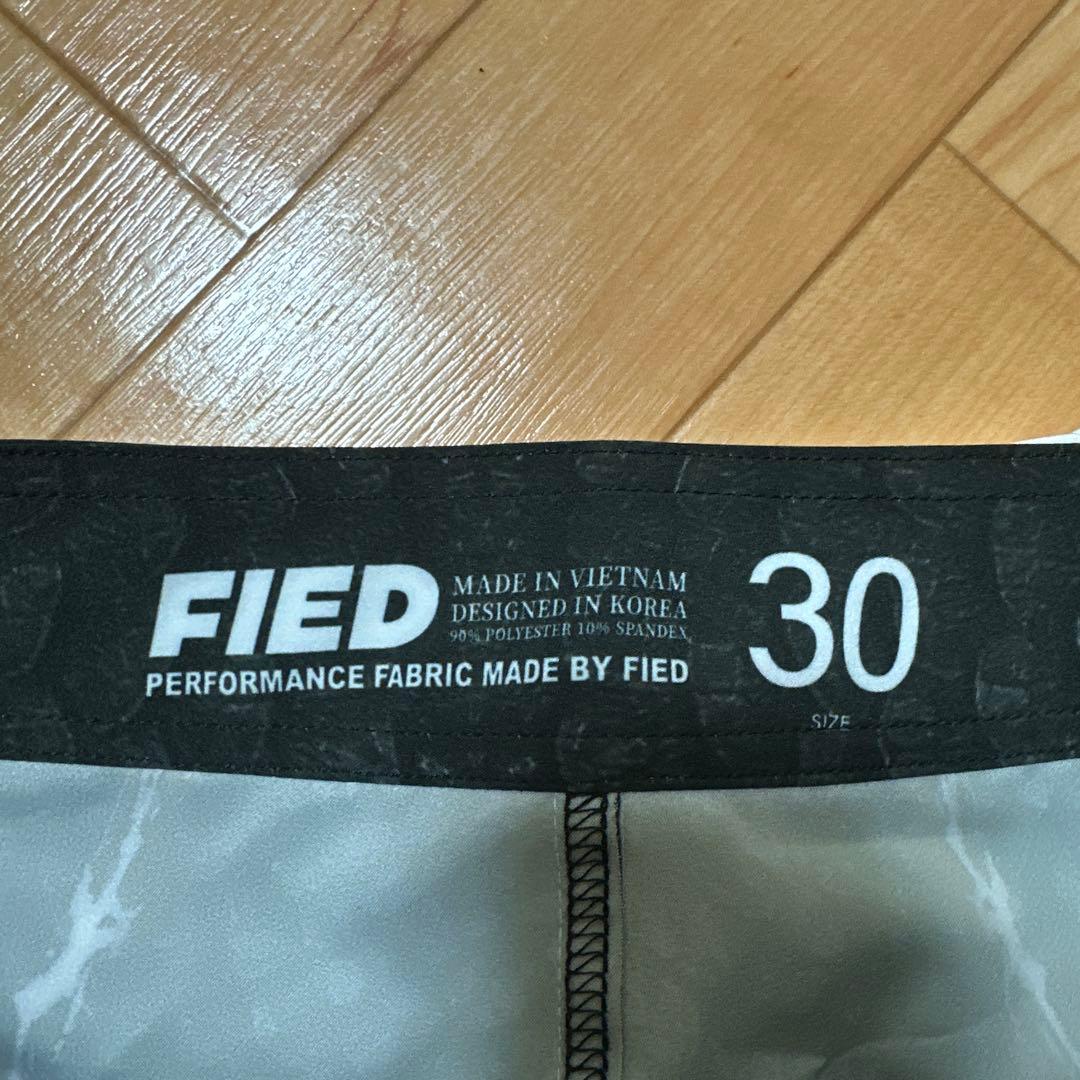 FIED
MADE IN VIETNAM
DESIGNED IN KOREA
90% POLYESTER 10% SPANDEX
PERFORMANCE FABRIC MADE BY FIED
30
SIZE